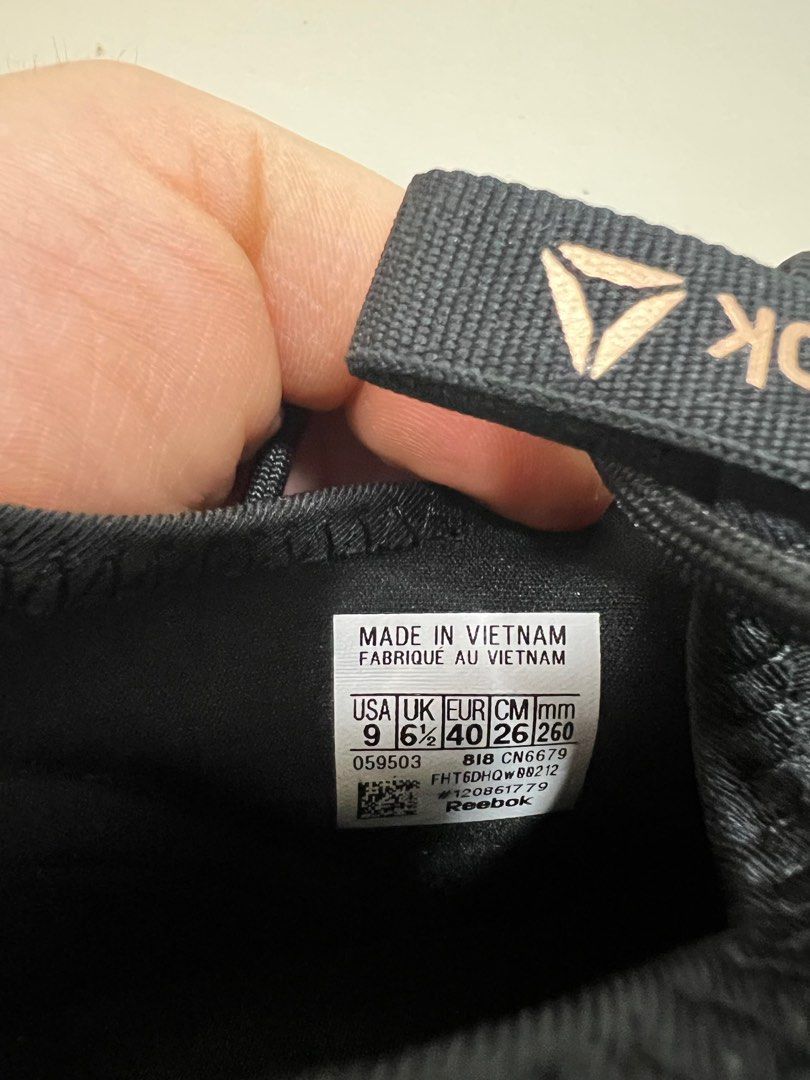 ok
MADE IN VIETNAM
FABRIQUÉ AU VIETNAM
USA UK EUR CM mm
9 6½ 40 26 260
059503 818 CN6679
FHT6DHQW00212
#120861779
Reebok